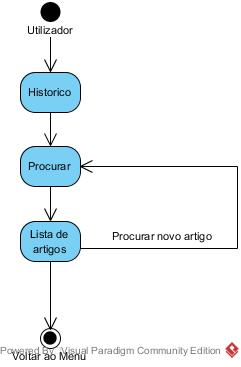 Utilizador
Historico
Procurar
Procurar novo artigo
Lista de
artigos
Powered By Visual Paradigm Community Edition
Voltar ao Menu